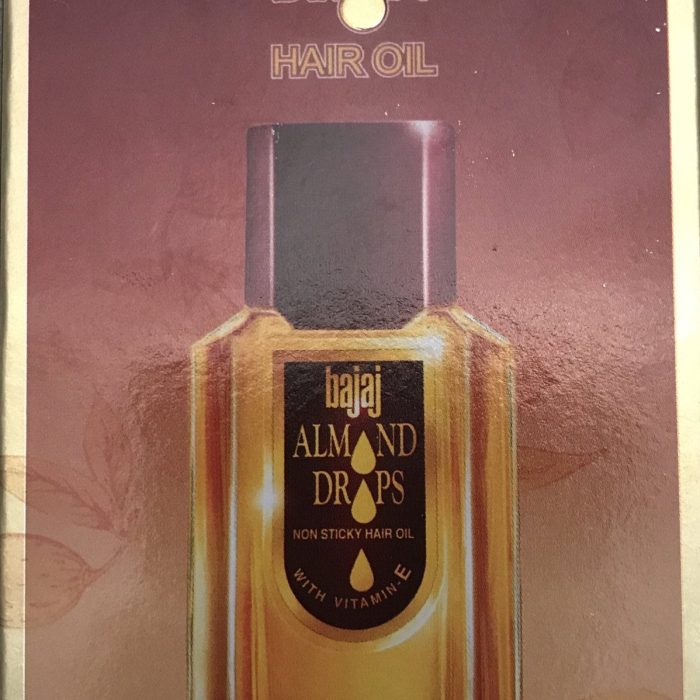 HAIR OIL
bajaj
ALMOND
DROPS
NON STICKY HAIR OIL
WITH VITAMIN-E